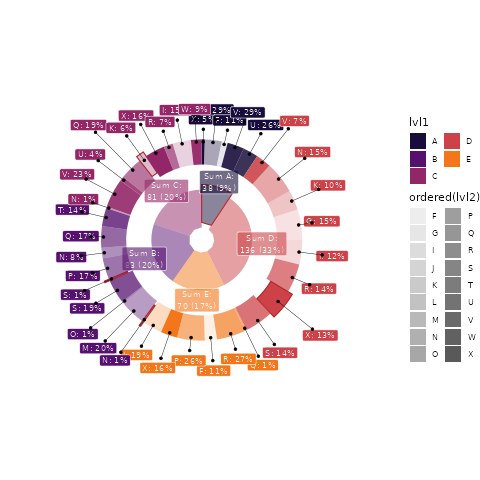 I: 15
W: 9%
29%
V: 29%
X: 16%
R: 7%
X: 5%
F: 11%
V: 7%
Q: 19%
K: 6%
U: 26%
U: 4%
N: 15%
V: 23%
Sum A:
38 (9%)
K: 10%
Sum C:
81 (20%)
N: 1%
T: 14%
: 15%
Q: 17%
Sum D:
136 (33%)
N: 8%
Sum B:
3 (20%)
12%
P: 17%
R: 14%
S: 1%
S: 19%
Sum E:
70 (17%)
O: 1%
X: 13%
M: 20%
N: 1%
19%
P: 26%
R: 27%
S: 14%
X: 16%
F: 11%
Q: 1%
lvl1
A D
B E
C
ordered(lvl2)
F P
G Q
I R
J S
K T
L U
M V
N W
O X